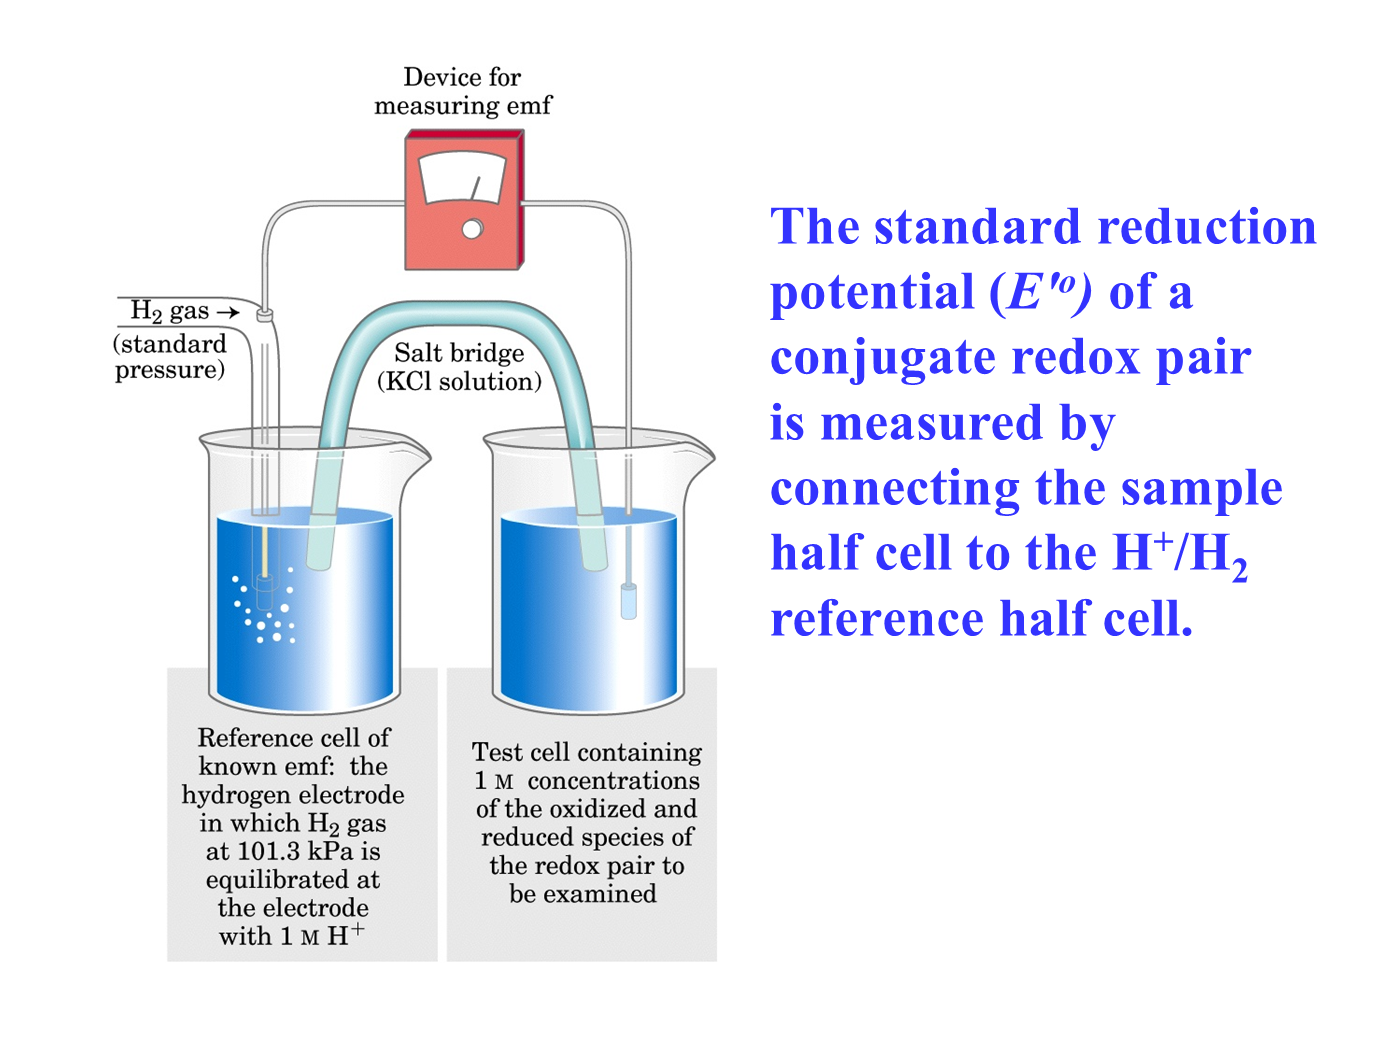 Device for
measuring emf
H₂ gas →
(standard
pressure)
Salt bridge
(KCl solution)
The standard reduction
potential (E'º) of a
conjugate redox pair
is measured by
connecting the sample
half cell to the H⁺/H₂
reference half cell.
Reference cell of
known emf: the
hydrogen electrode
in which H₂ gas
at 101.3 kPa is
equilibrated at
the electrode
with 1 M H⁺
Test cell containing
1 M concentrations
of the oxidized and
reduced species of
the redox pair to
be examined